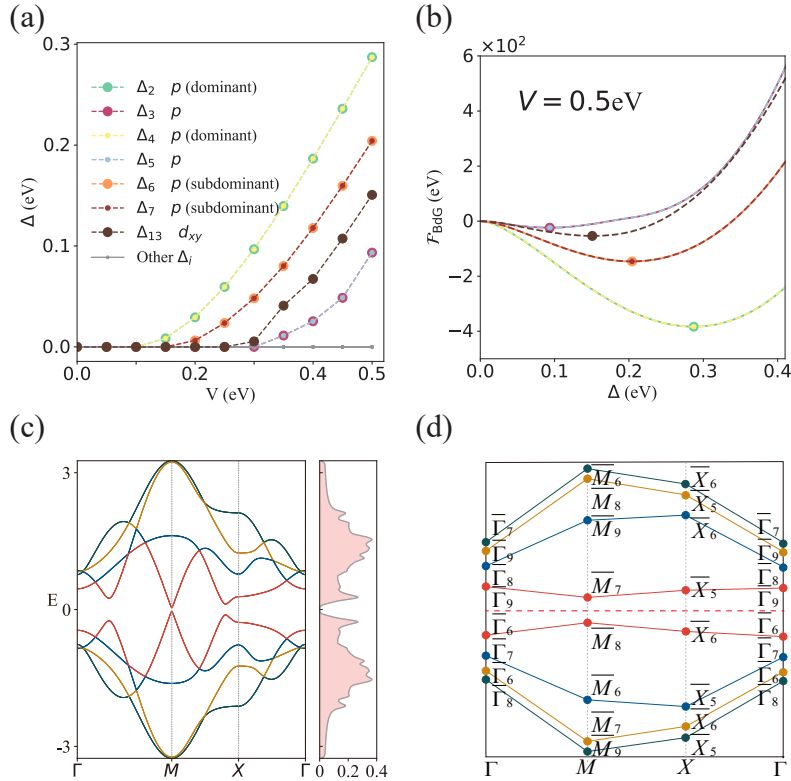 (a)
0.3
0.2
0.1
0.0
Δ (eV)
Δ₂ p (dominant)
Δ₃ p
Δ₄ p (dominant)
Δ₅ p
Δ₆ p (subdominant)
Δ₇ p (subdominant)
Δ₁₃ d_xy
Other Δᵢ
0.0 0.2 0.4 0.5
V (eV)
(b)
×10²
6
4
2
0
−2
−4
F_BdG (eV)
V = 0.5eV
0.0 0.1 0.2 0.3 0.4
Δ (eV)
(c)
3
E 0
-3
Γ M X Γ
0 0.2 0.4
(d)
M̅₆ X̅₆
Γ̅₇ M̅₈ X̅₅ Γ̅₇
Γ̅₉ M̅₉ X̅₆ Γ̅₉
Γ̅₈ Γ̅₈
Γ̅₉ M̅₇ X̅₅ Γ̅₉
Γ̅₆ M̅₈ X̅₆ Γ̅₆
Γ̅₇ M̅₆ X̅₅ Γ̅₇
Γ̅₆ M̅₇ X̅₆ Γ̅₆
Γ̅₈ M̅₉ X̅₅ Γ̅₈
Γ M X Γ